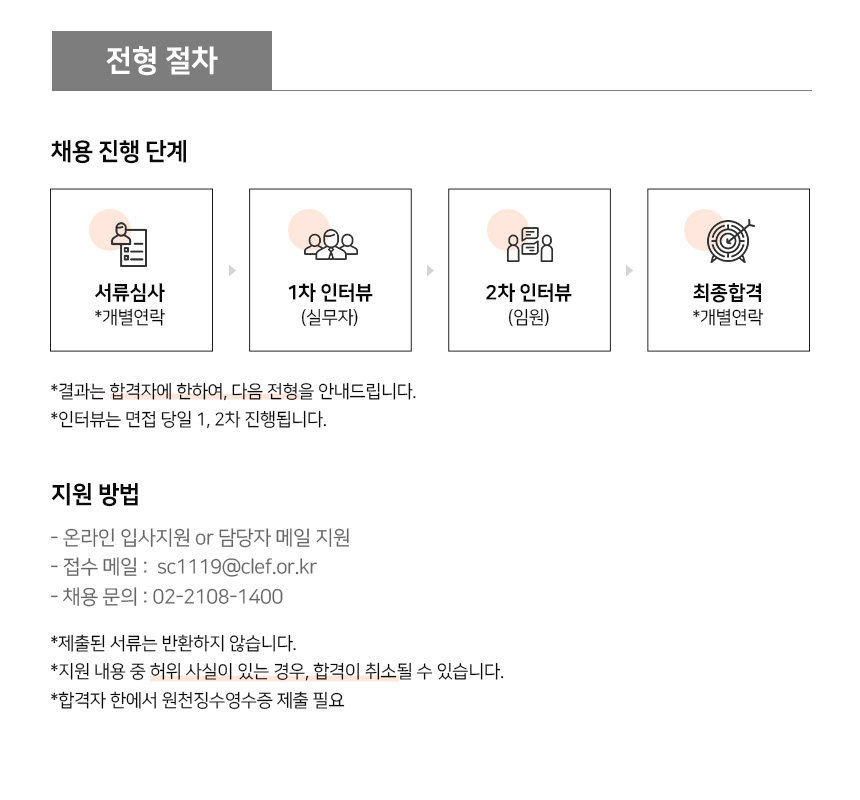 전형 절차
채용 진행 단계
서류심사
*개별연락
1차 인터뷰
(실무자)
2차 인터뷰
(임원)
최종합격
*개별연락
*결과는 합격자에 한하여, 다음 전형을 안내드립니다.
*인터뷰는 면접 당일 1, 2차 진행됩니다.
지원 방법
- 온라인 입사지원 or 담당자 메일 지원
- 접수 메일 : sc1119@clef.or.kr
- 채용 문의 : 02-2108-1400
*제출된 서류는 반환하지 않습니다.
*지원 내용 중 허위 사실이 있는 경우, 합격이 취소될 수 있습니다.
*합격자 한에서 원천징수영수증 제출 필요